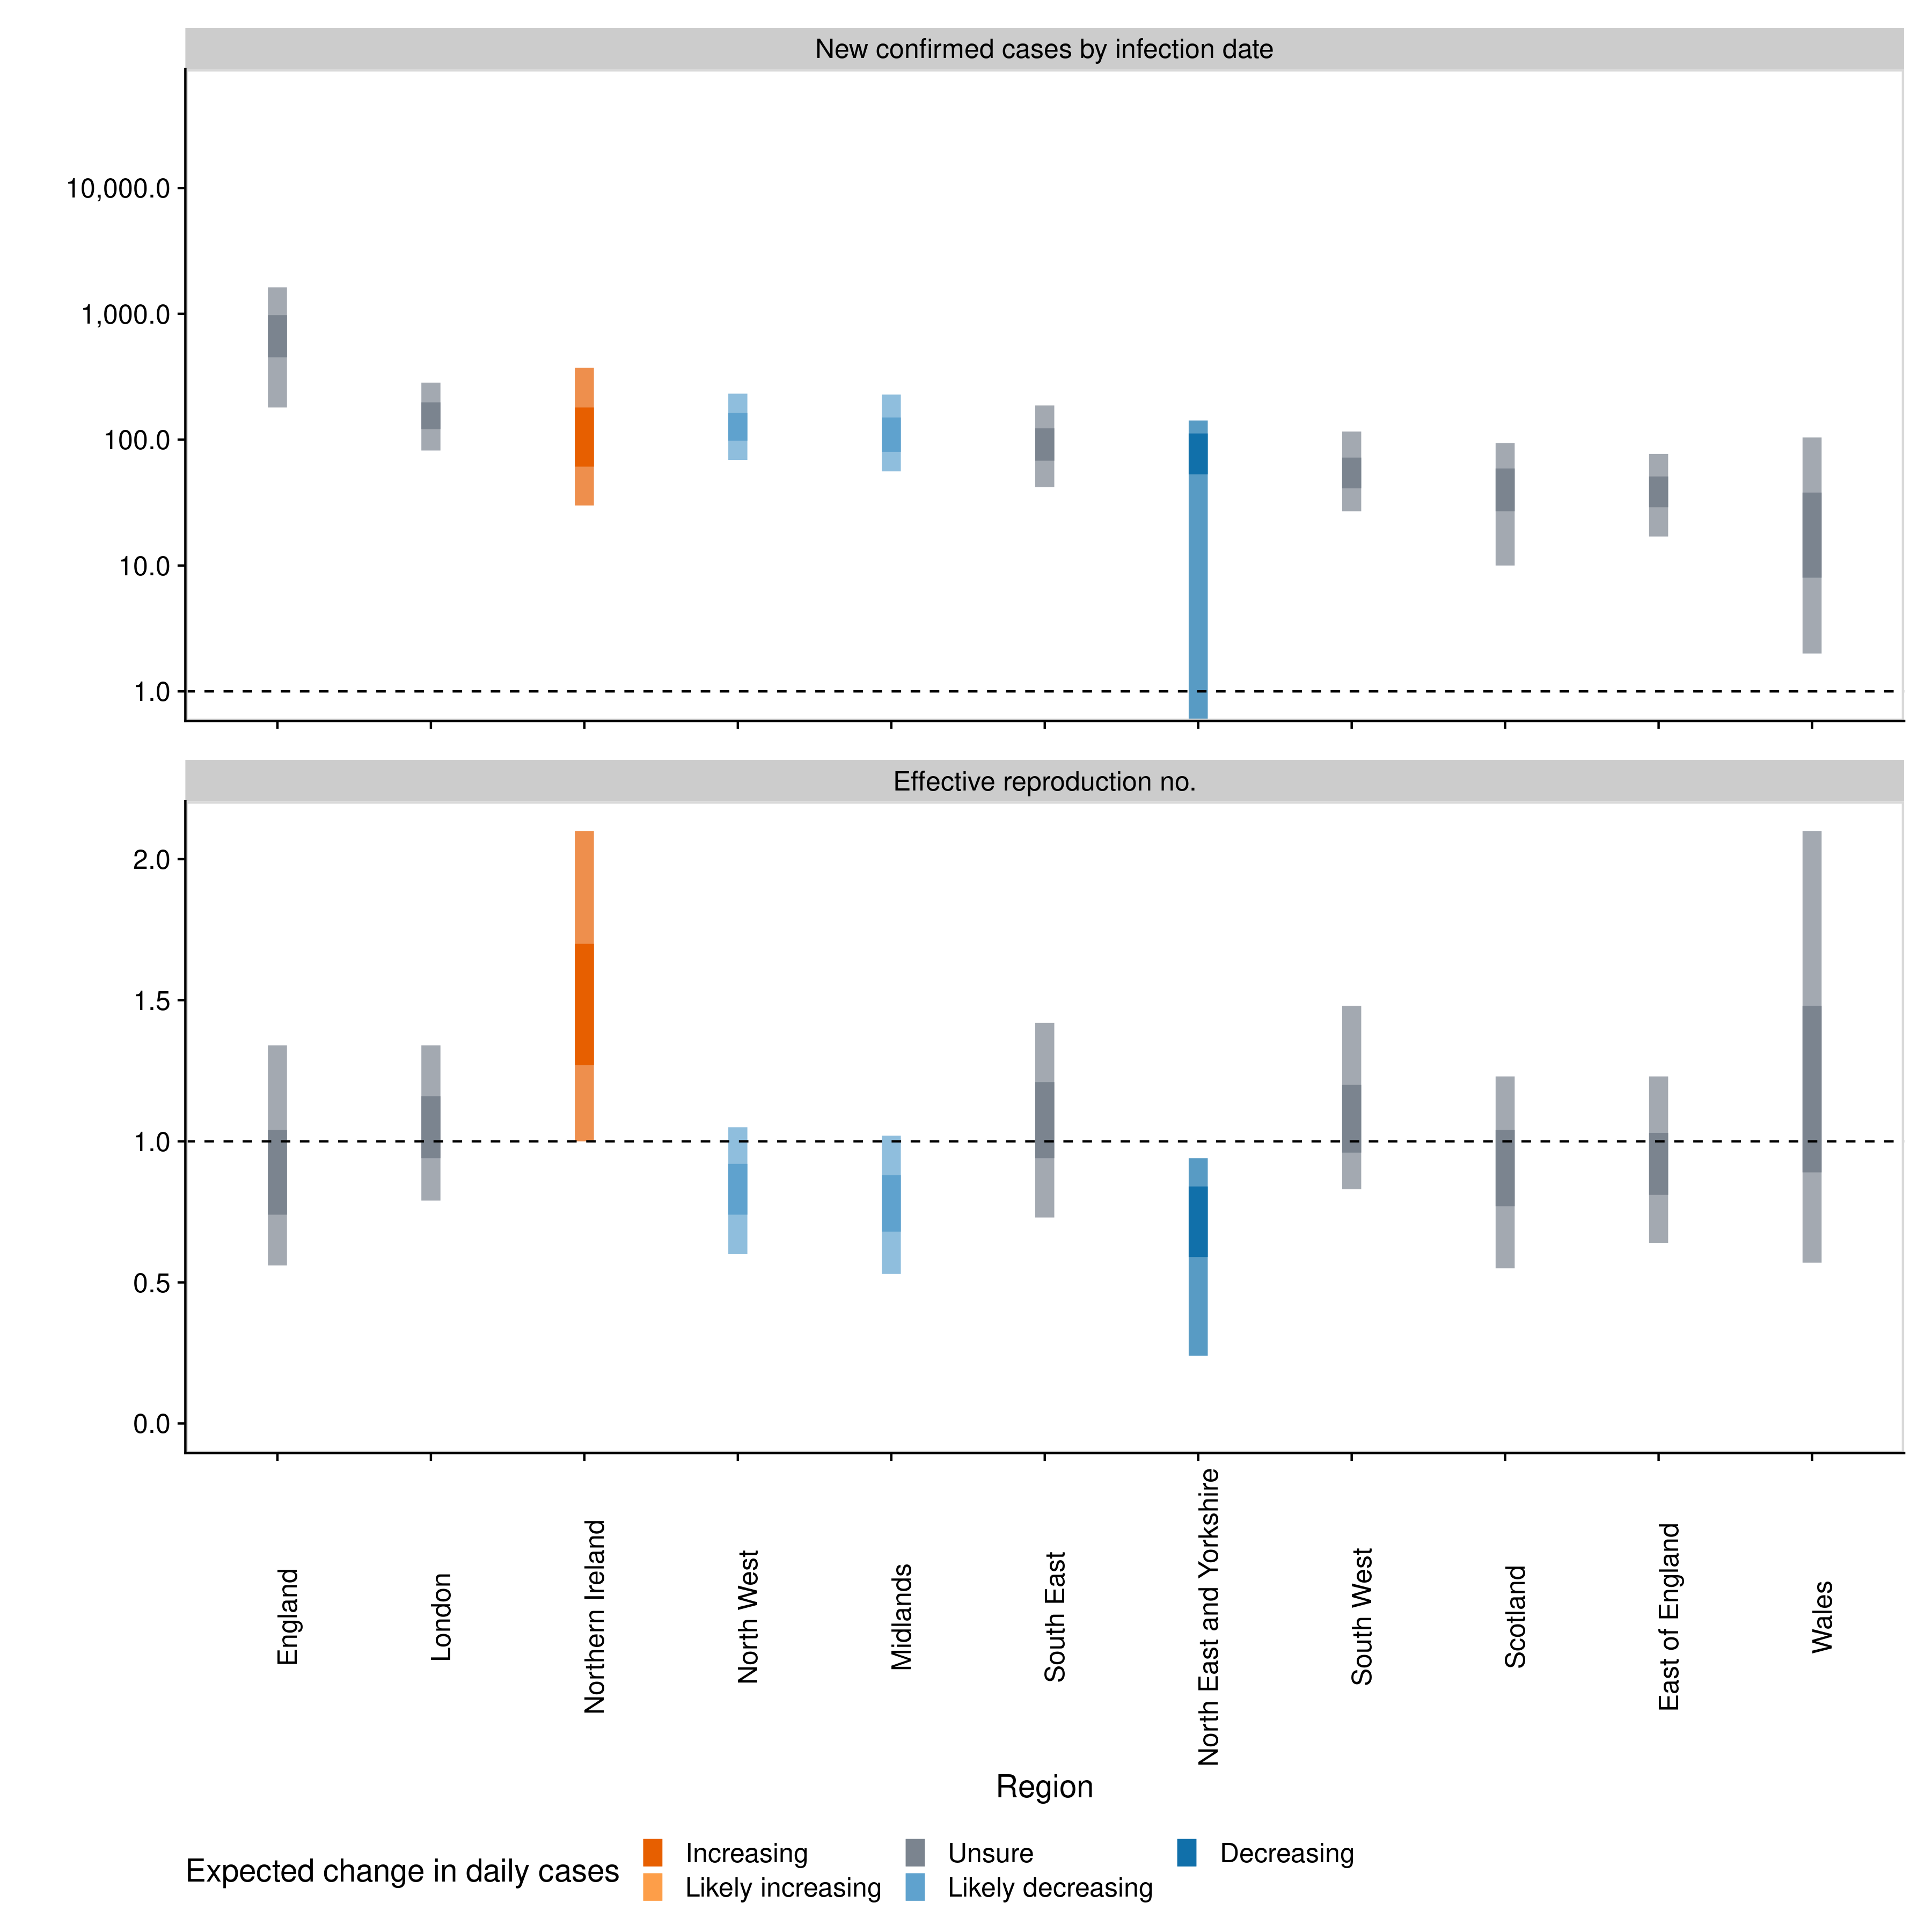 New confirmed cases by infection date
10,000.0
1,000.0
100.0
10.0
1.0
Effective reproduction no.
2.0
1.5
1.0
0.5
0.0
England
London
Northern Ireland
North West
Midlands
South East
North East and Yorkshire
South West
Scotland
East of England
Wales
Region
Expected change in daily cases
Increasing
Likely increasing
Unsure
Likely decreasing
Decreasing